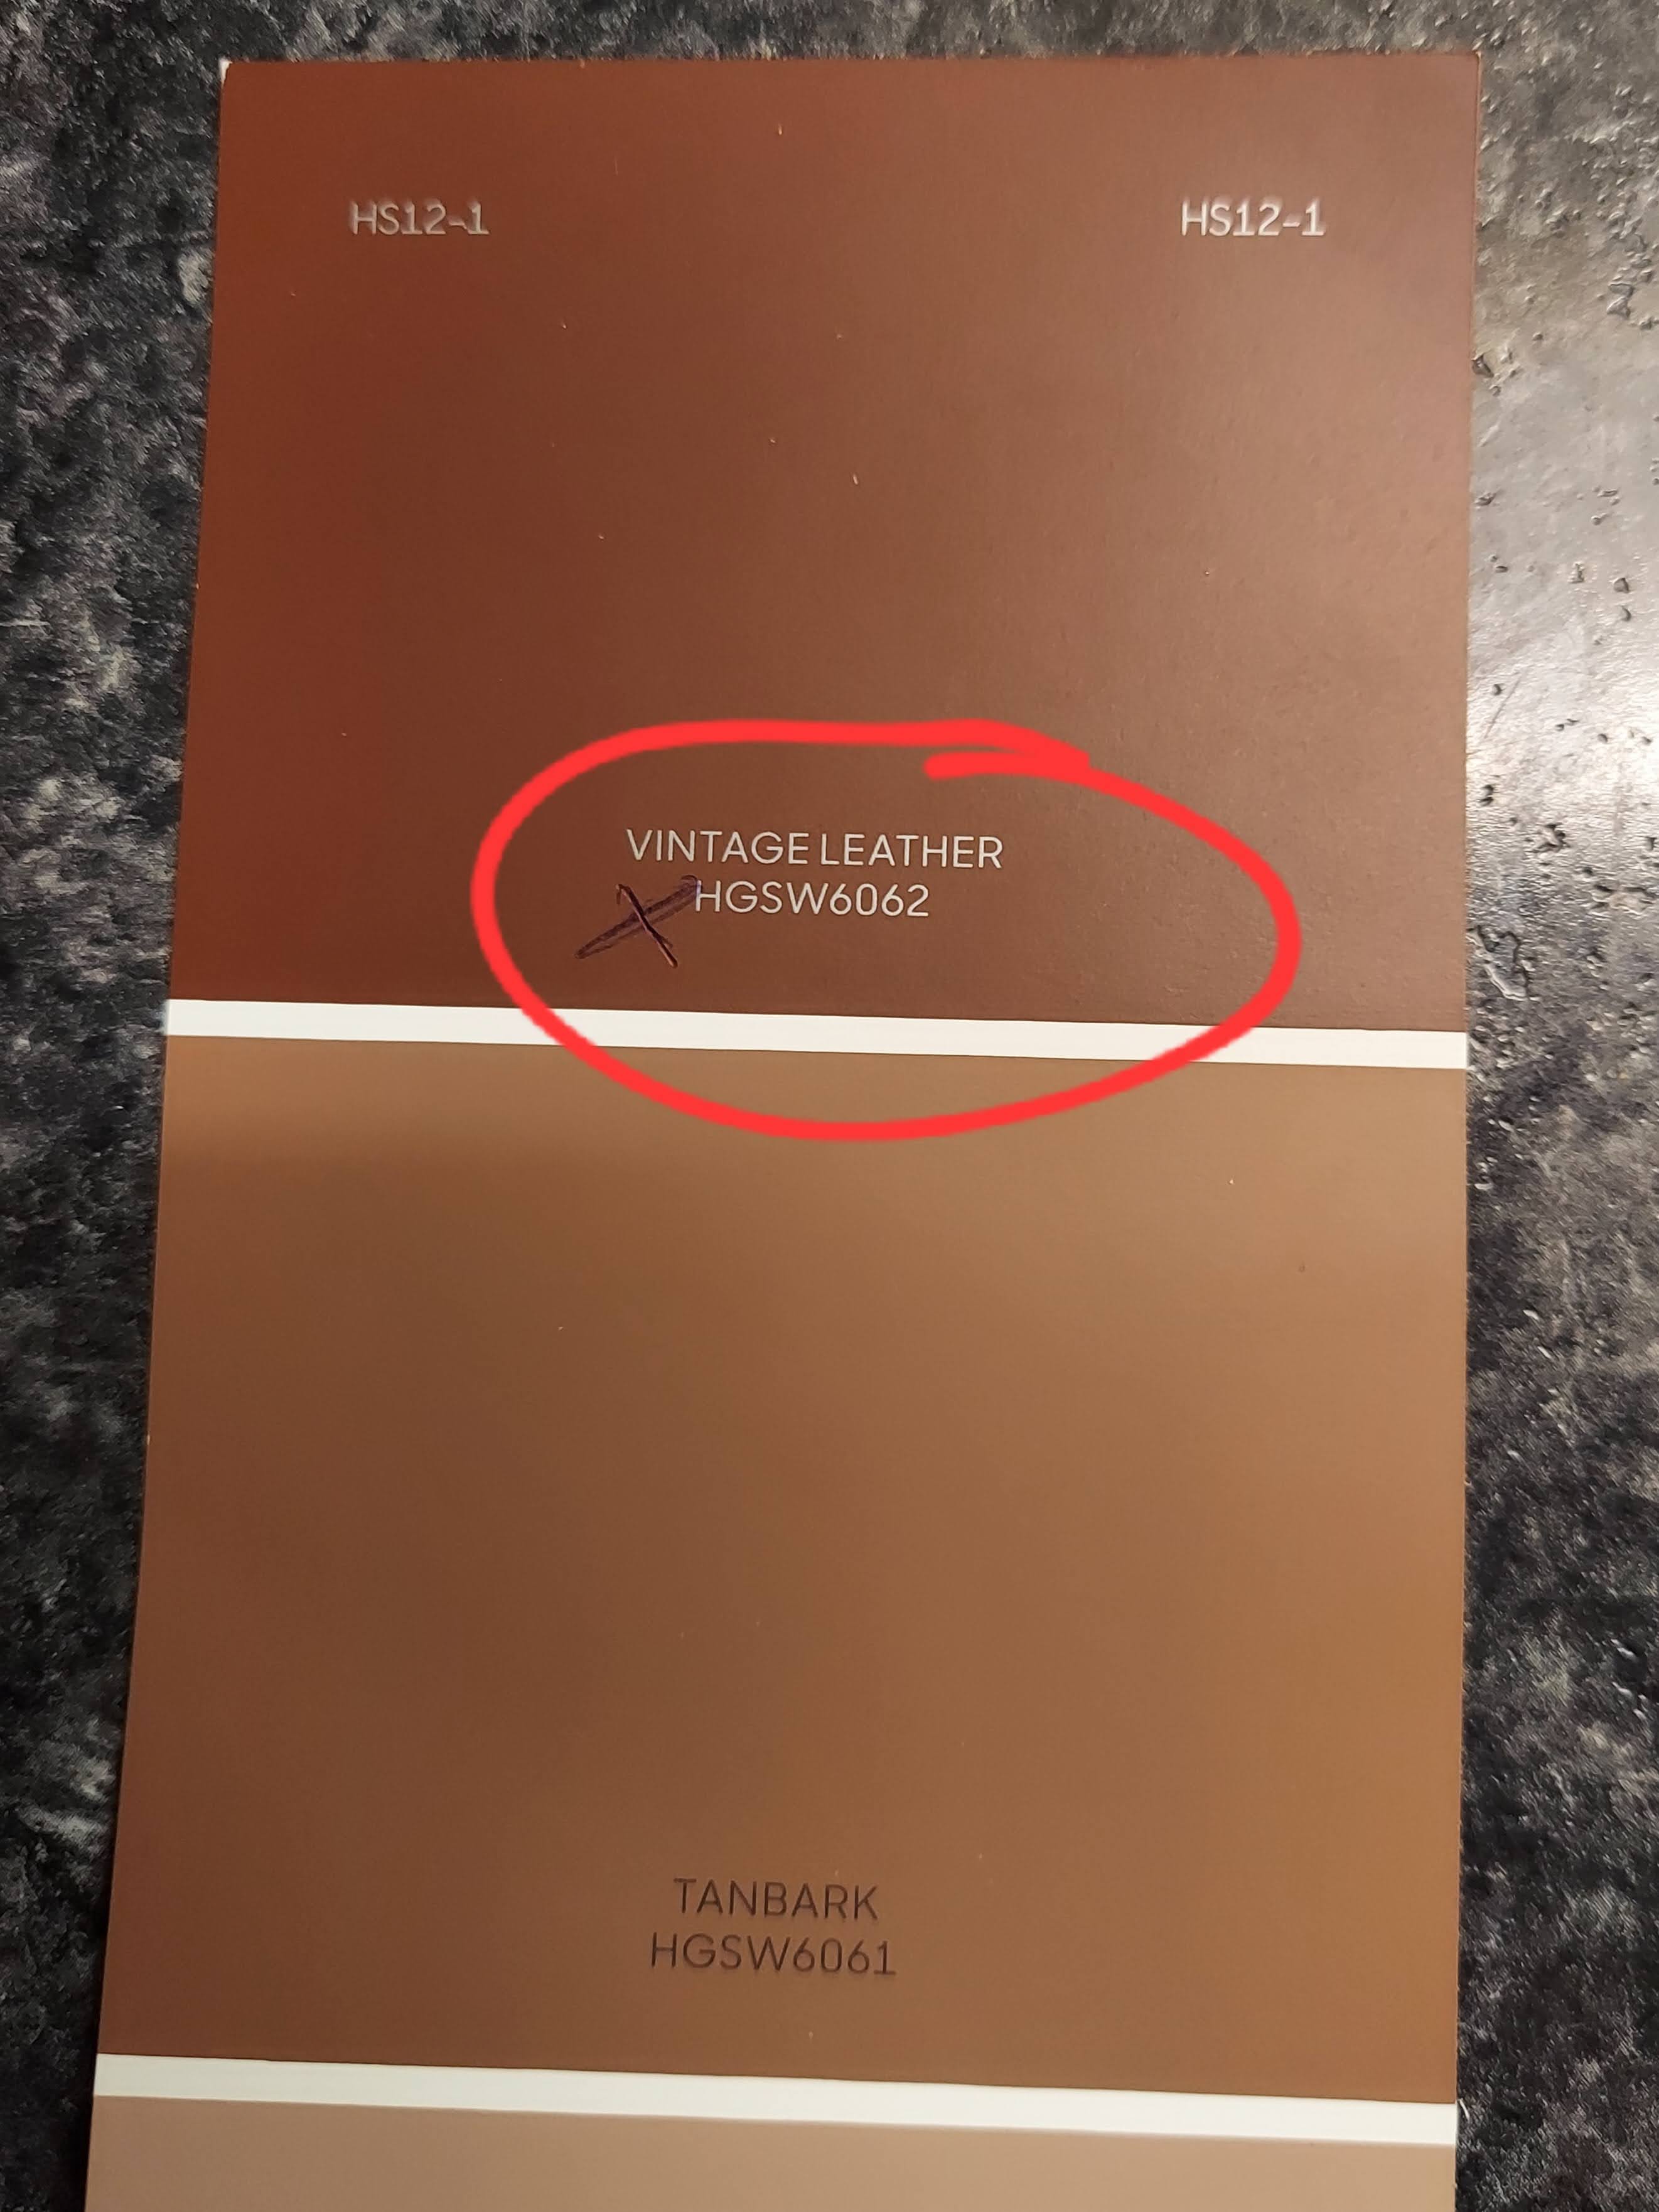 HS12-1 HS12-1
VINTAGE LEATHER
HGSW6062
TANBARK
HGSW6061